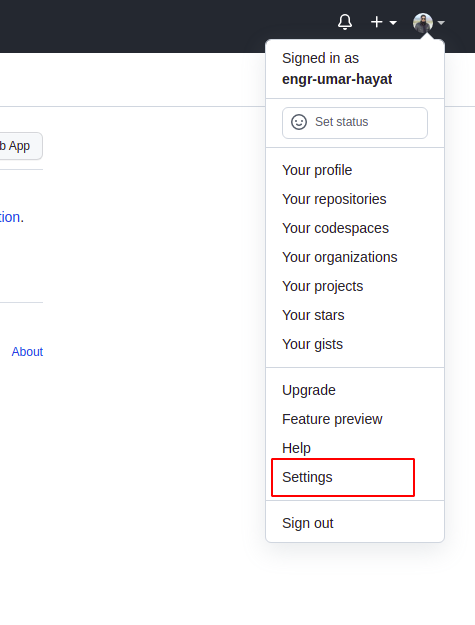 Signed in as
engr-umar-hayat
Set status
b App
Your profile
Your repositories
tion.
Your codespaces
Your organizations
Your projects
Your stars
About
Your gists
Upgrade
Feature preview
Help
Settings
Sign out